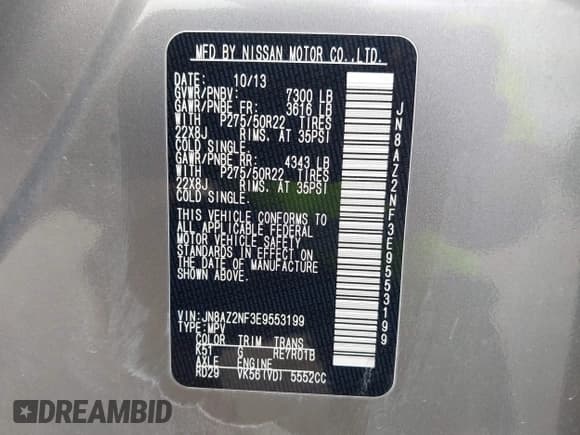 MFD BY NISSAN MOTOR CO.,LTD.
DATE: 10/13
GVWR/PNBV: 7300 LB
GAWR/PNBE FR: 3616 LB
WITH P275/50R22 TIRES
22X8J RIMS, AT 35PSI
COLD SINGLE.
GAWR/PNBE RR: 4343 LB
WITH P275/50R22 TIRES
22X8J RIMS, AT 35PSI
COLD SINGLE.
THIS VEHICLE CONFORMS TO
ALL APPLICABLE FEDERAL
MOTOR VEHICLE SAFETY
STANDARDS IN EFFECT ON
THE DATE OF MANUFACTURE
SHOWN ABOVE.
VIN:JN8AZ2NF3E9553199
TYPE:MPV
COLOR TRIM TRANS
K51 G RE7R01B
AXLE ENGINE
RD29 VK56(VD) 5552CC
JN8AZ2NF3E9553199
DREAMBID